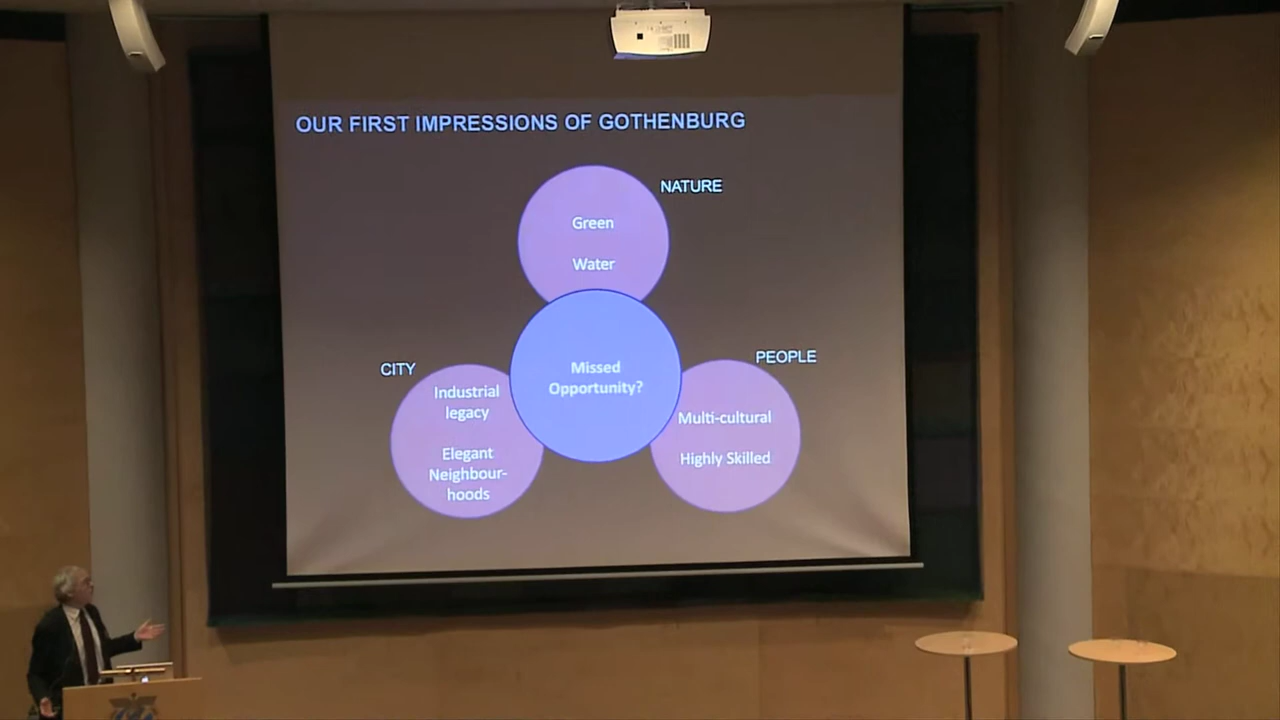 OUR FIRST IMPRESSIONS OF GOTHENBURG
NATURE
Green
Water
Missed
Opportunity?
CITY
Industrial
legacy
Elegant
Neighbour-
hoods
PEOPLE
Multi-cultural
Highly Skilled